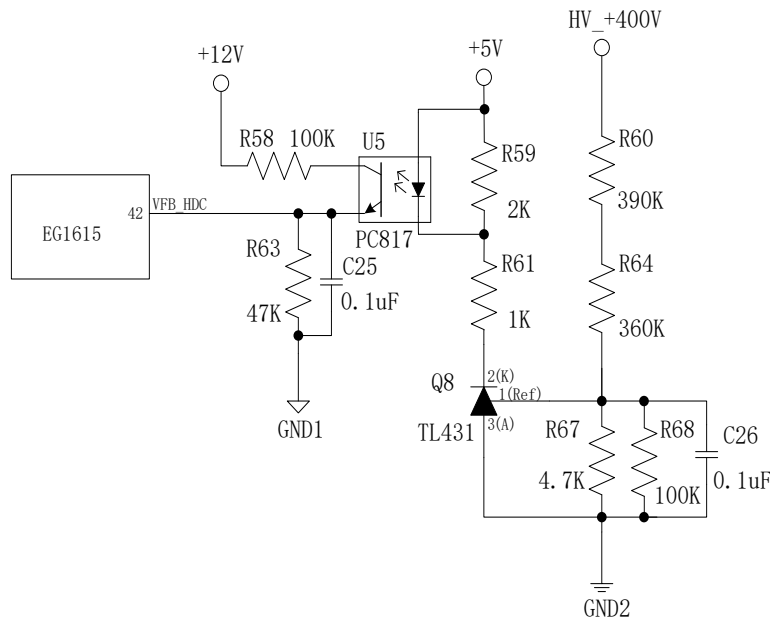 HV_+400V
+5V
+12V
U5
R58 100K
R59
2K
R60
390K
42
VFB_HDC
EG1615
PC817
R63
47K
C25
0.1uF
R61
1K
R64
360K
Q8
2(K)
1(Ref)
3(A)
TL431
GND1
R67
4.7K
R68
100K
C26
0.1uF
GND2